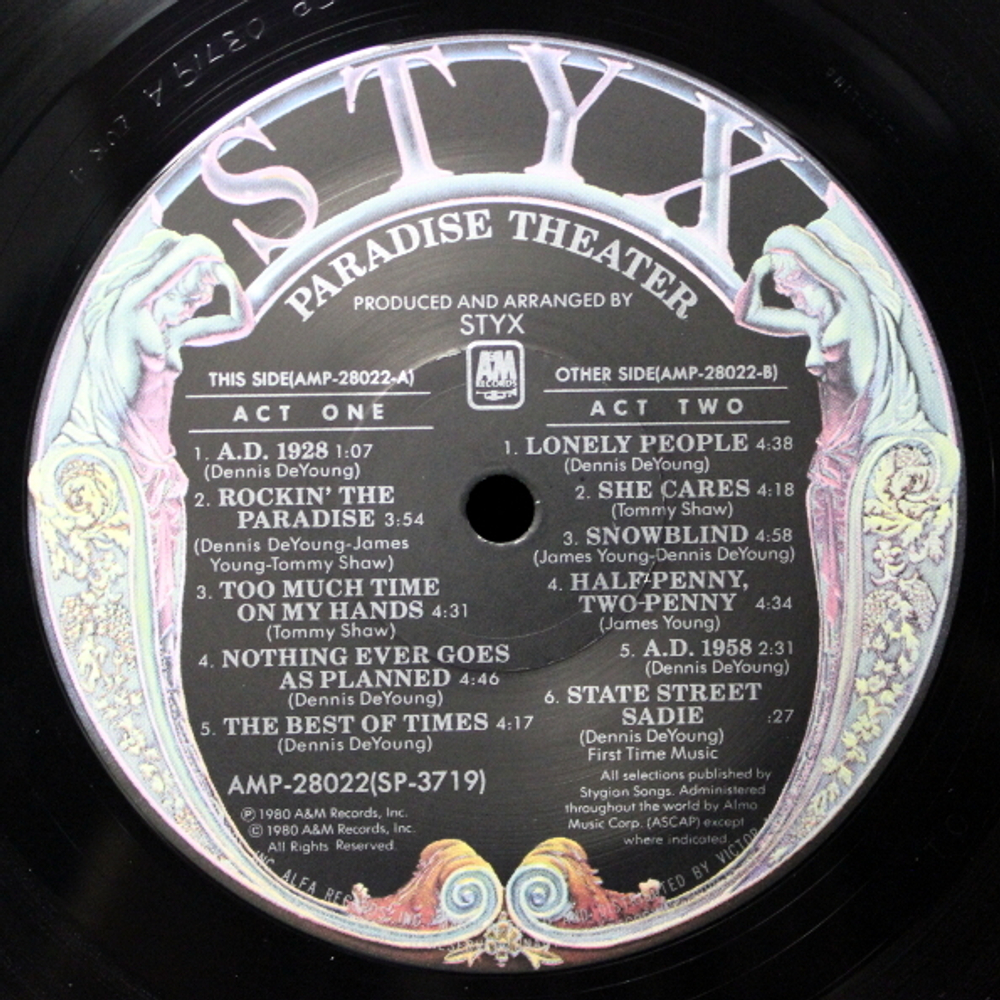 STYX
PARADISE THEATER
PRODUCED AND ARRANGED BY
STYX
A&M
RECORDS
THIS SIDE(AMP-28022-A)
ACT ONE
1. A.D. 1928 1:07
(Dennis DeYoung)
2. ROCKIN' THE
PARADISE 3:54
(Dennis DeYoung-James
Young-Tommy Shaw)
3. TOO MUCH TIME
ON MY HANDS 4:31
(Tommy Shaw)
4. NOTHING EVER GOES
AS PLANNED 4:46
(Dennis DeYoung)
5. THE BEST OF TIMES 4:17
(Dennis DeYoung)
AMP-28022(SP-3719)
Ⓟ1980 A&M Records, Inc.
©1980 A&M Records, Inc.
All Rights Reserved.
OTHER SIDE(AMP-28022-B)
ACT TWO
1. LONELY PEOPLE 4:38
(Dennis DeYoung)
2. SHE CARES 4:18
(Tommy Shaw)
3. SNOWBLIND 4:58
(James Young-Dennis DeYoung)
4. HALF-PENNY,
TWO-PENNY 4:34
(James Young)
5. A.D. 1958 2:31
(Dennis DeYoung)
6. STATE STREET
SADIE :27
(Dennis DeYoung)
First Time Music
All selections published by
Stygian Songs. Administered
throughout the world by Almo
Music Corp. (ASCAP) except
where indicated.
INC. ALFA
BY VICTOR